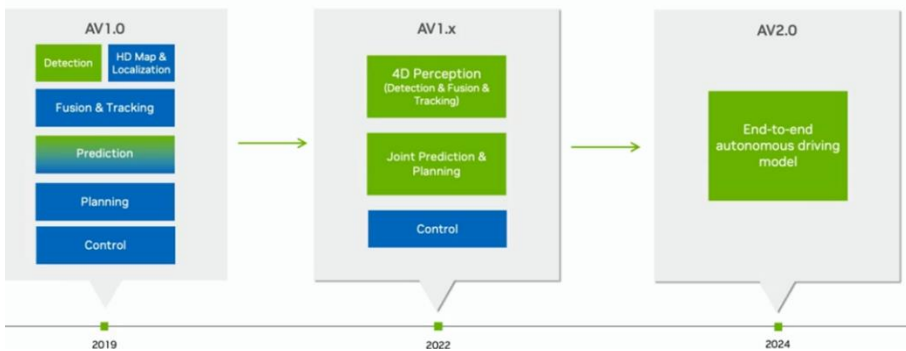 AV1.0
Detection
HD Map &
Localization
Fusion & Tracking
Prediction
Planning
Control
AV1.x
4D Perception
(Detection & Fusion &
Tracking)
Joint Prediction &
Planning
Control
AV2.0
End-to-end
autonomous driving
model
2019
2022
2024